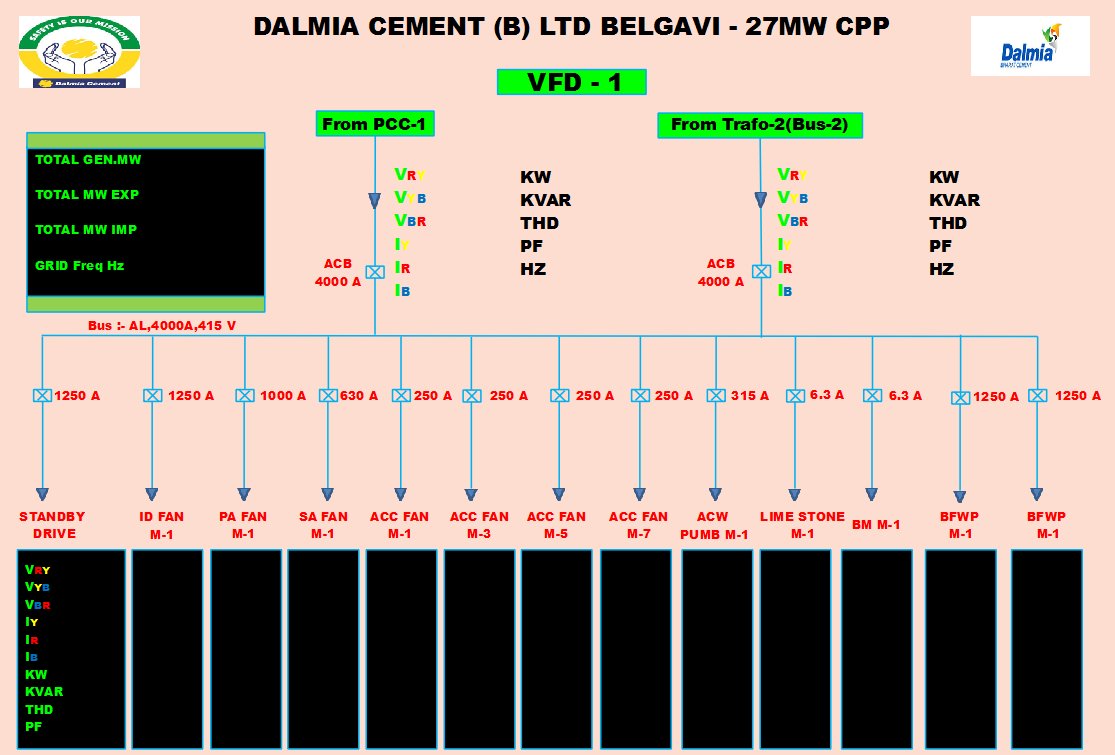 SAFETY IS OUR MISSION
Dalmia Cement
DALMIA CEMENT (B) LTD BELGAVI - 27MW CPP
Dalmia
BHARAT CEMENT
VFD - 1
From PCC-1
From Trafo-2(Bus-2)
TOTAL GEN.MW
TOTAL MW EXP
TOTAL MW IMP
GRID Freq Hz
VRY
VYB
VBR
IY
IR
IB
KW
KVAR
THD
PF
HZ
ACB
4000 A
VRY
VYB
VBR
IY
IR
IB
KW
KVAR
THD
PF
HZ
ACB
4000 A
Bus :- AL,4000A,415 V
1250 A
1250 A
1000 A
630 A
250 A
250 A
250 A
250 A
315 A
6.3 A
6.3 A
1250 A
1250 A
STANDBY
DRIVE
ID FAN
M-1
PA FAN
M-1
SA FAN
M-1
ACC FAN
M-1
ACC FAN
M-3
ACC FAN
M-5
ACC FAN
M-7
ACW
PUMB M-1
LIME STONE
M-1
BM M-1
BFWP
M-1
BFWP
M-1
VRY
VYB
VBR
IY
IR
IB
KW
KVAR
THD
PF